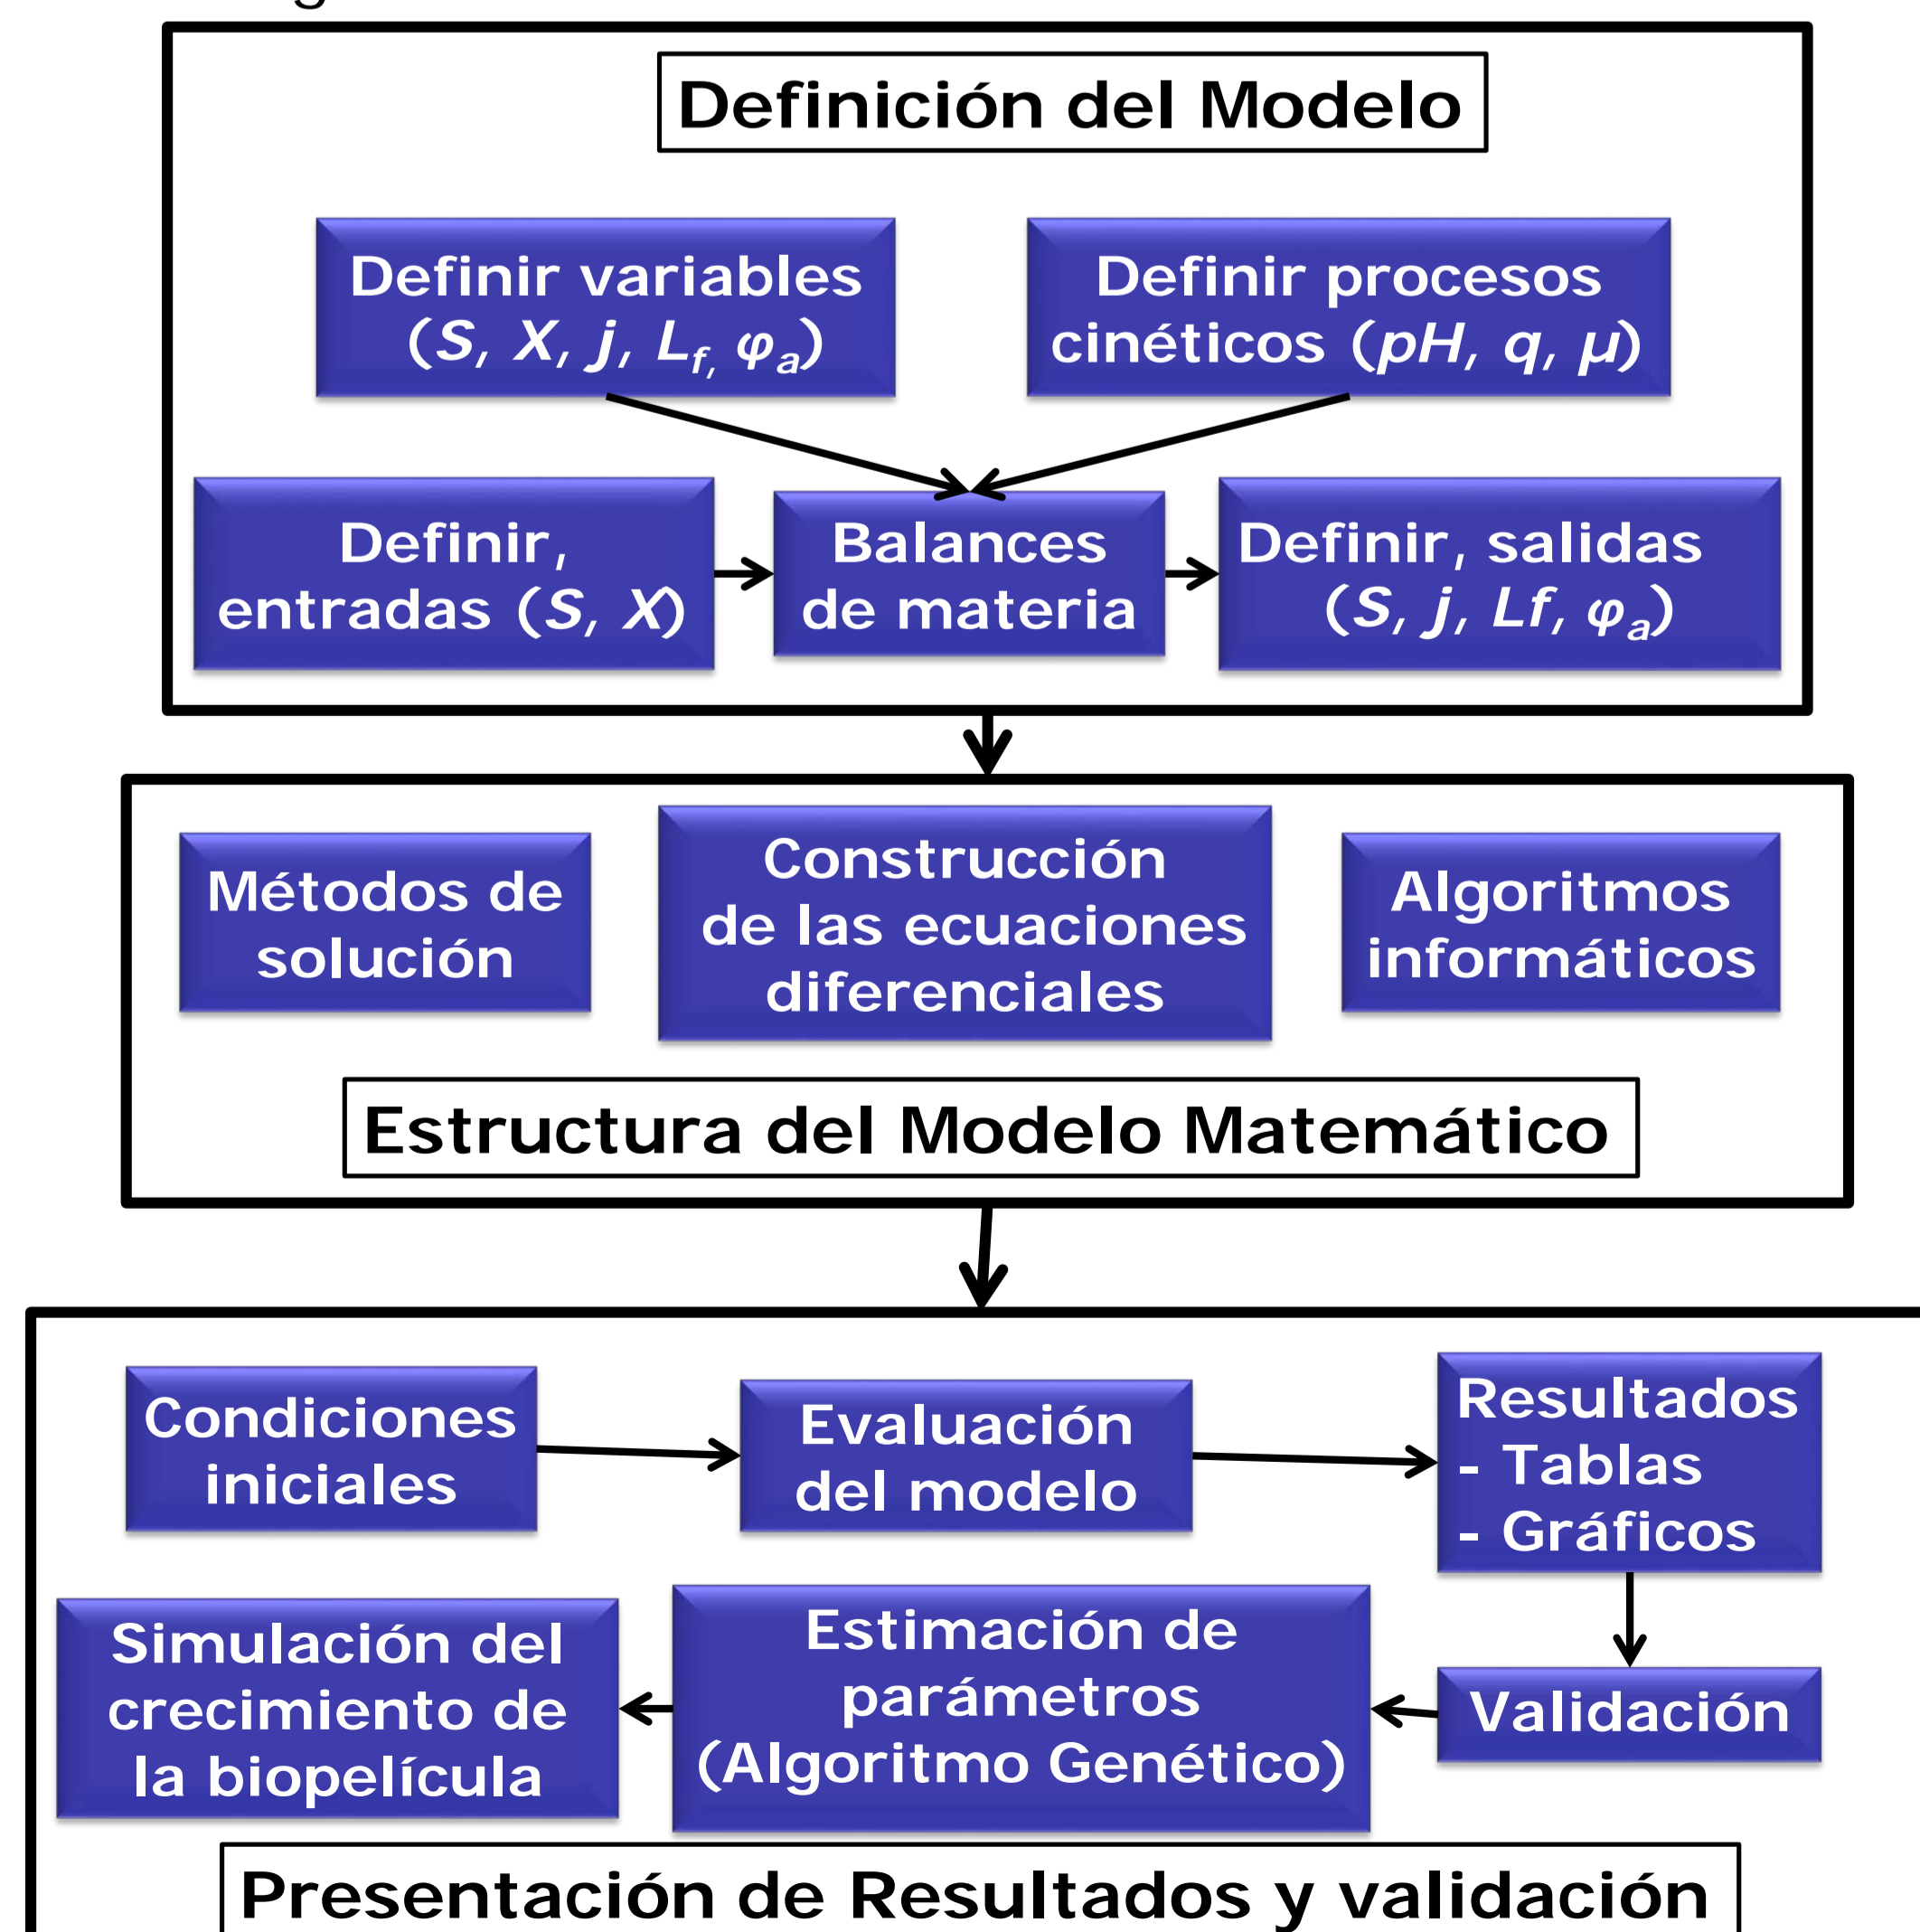 Definición del Modelo
Definir variables
(S, X, j, Lf, φa)
Definir procesos
cinéticos (pH, q, μ)
Definir,
entradas (S, X)
Balances
de materia
Definir, salidas
(S, j, Lf, φa)
Métodos de
solución
Construcción
de las ecuaciones
diferenciales
Algoritmos
informáticos
Estructura del Modelo Matemático
Condiciones
iniciales
Evaluación
del modelo
Resultados
- Tablas
- Gráficos
Simulación del
crecimiento de
la biopelícula
Estimación de
parámetros
(Algoritmo Genético)
Validación
Presentación de Resultados y validación